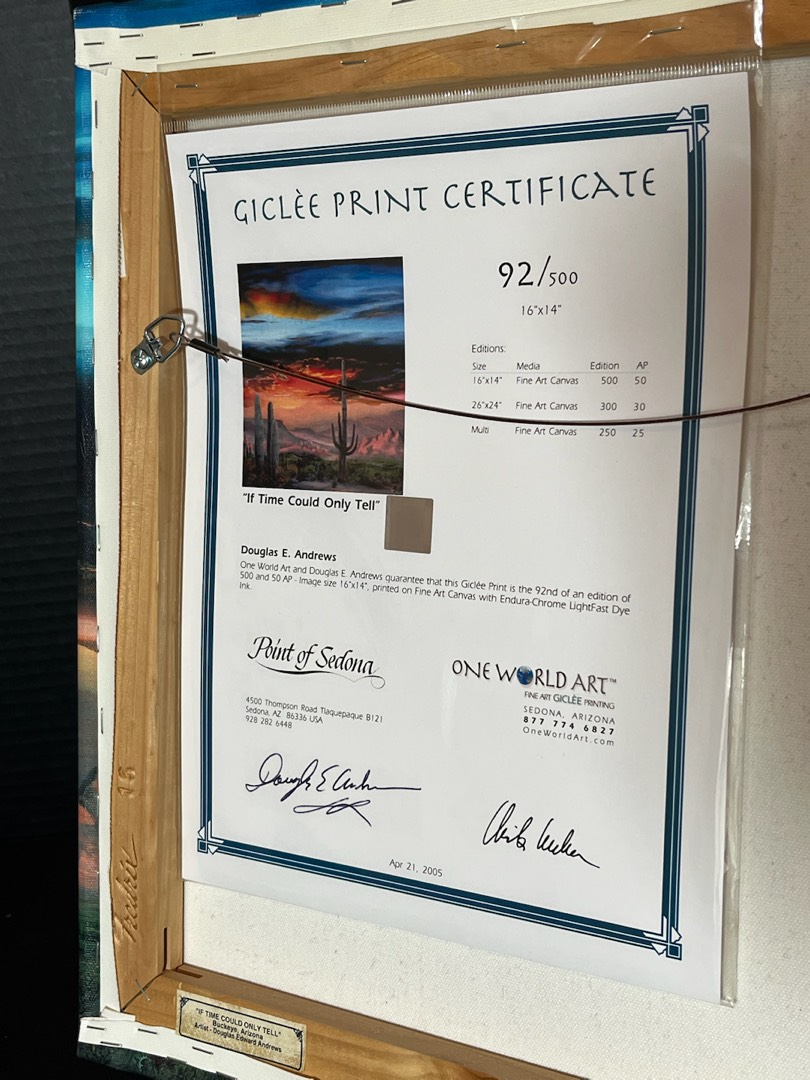 GICLÈE PRINT CERTIFICATE
92/500
16"x14"
Editions:
Size Media Edition AP
16"x14" Fine Art Canvas 500 50
26"x24" Fine Art Canvas 300 30
Multi Fine Art Canvas 250 25
"If Time Could Only Tell"
Douglas E. Andrews
One World Art and Douglas E. Andrews guarantee that this Giclée Print is the 92nd of an edition of
500 and 50 AP - Image size 16"x14", printed on Fine Art Canvas with Endura-Chrome LightFast Dye
Ink.
Point of Sedona
4500 Thompson Road Tlaquepaque B121
Sedona, AZ 86336 USA
928 282 6448
ONE WORLD ART™
FINE ART GICLÉE PRINTING
SEDONA, ARIZONA
877 774 6827
OneWorldArt.com
Apr 21, 2005
"IF TIME COULD ONLY TELL"
Buckeye, Arizona
Artist - Douglas Edward Andrews